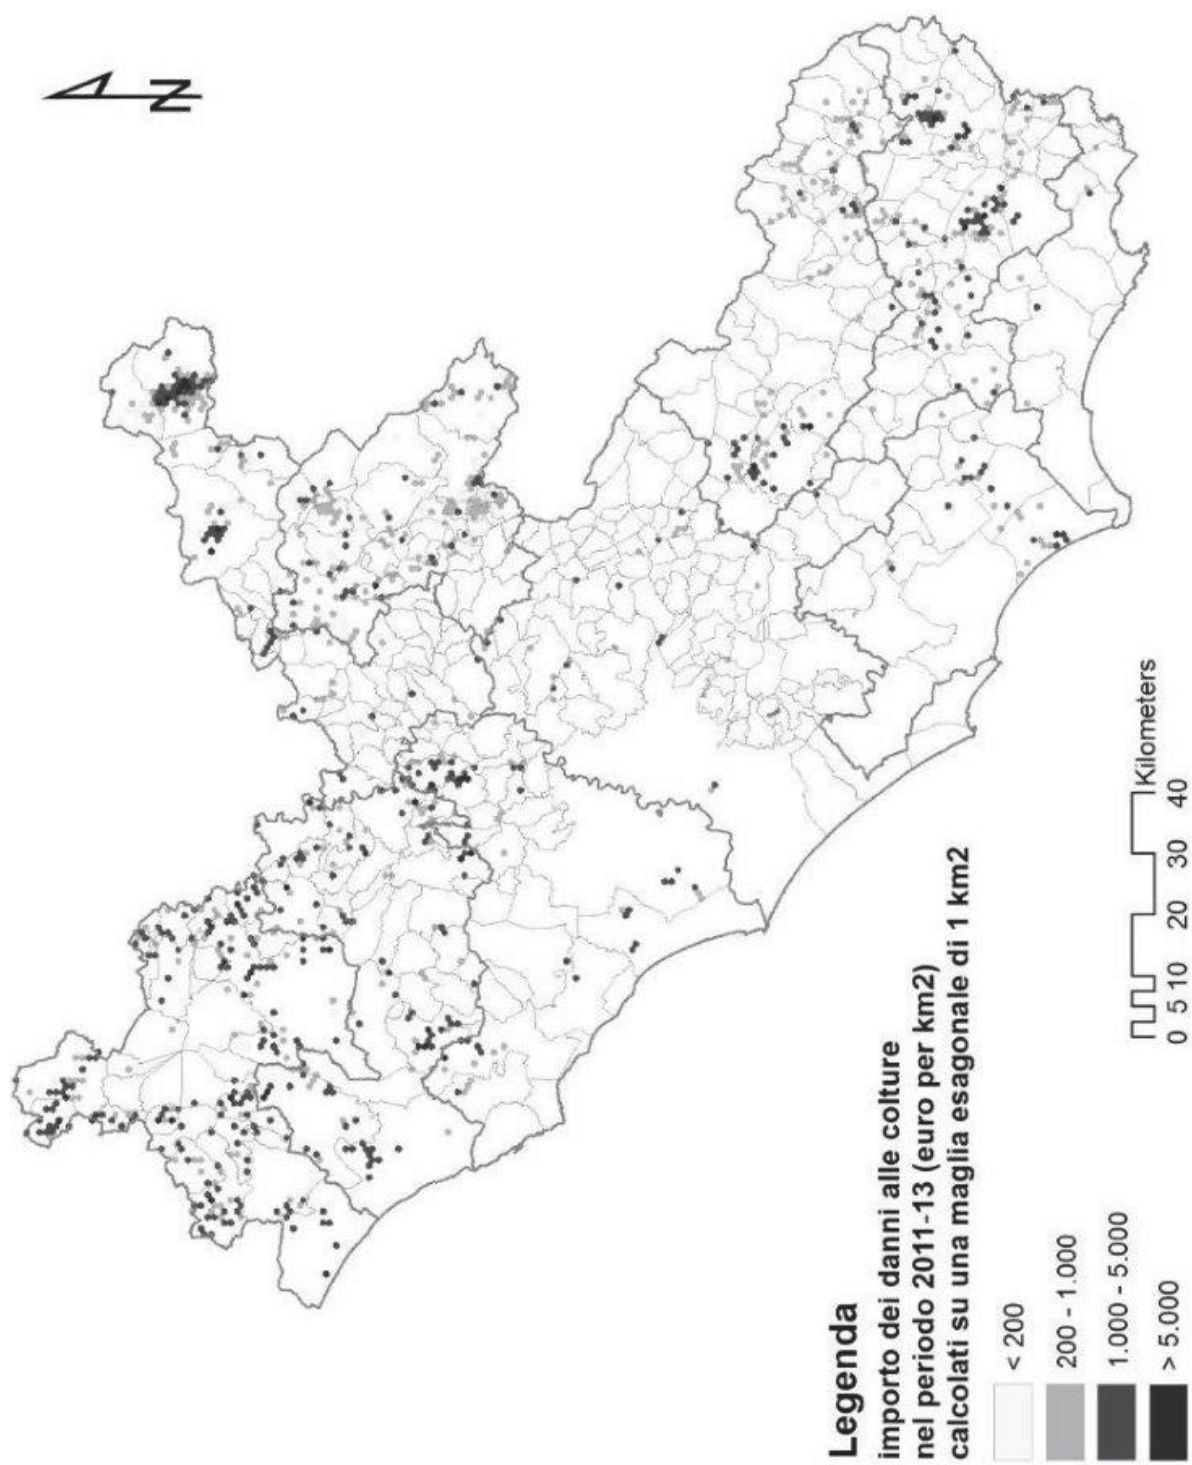 N
Legenda
importo dei danni alle colture
nel periodo 2011-13 (euro per km2)
calcolati su una maglia esagonale di 1 km2
< 200
200 - 1.000
1.000 - 5.000
> 5.000
Kilometers
0 5 10 20 30 40